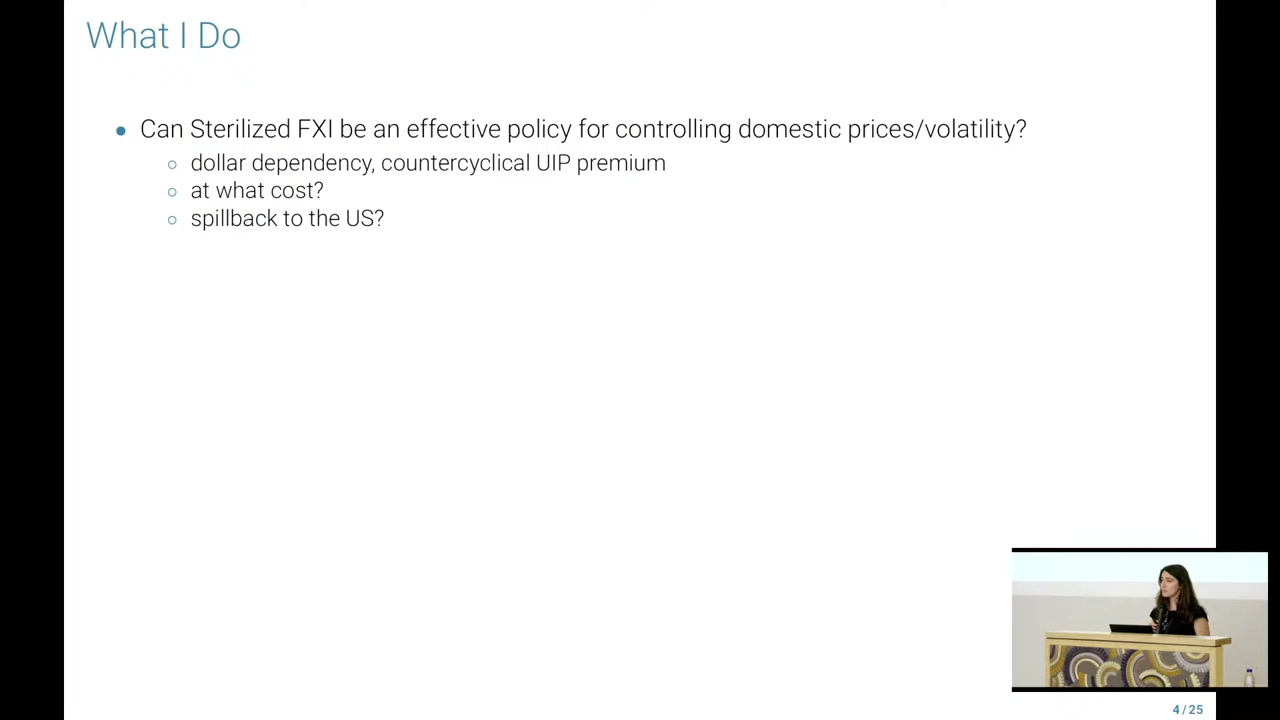 What I Do
• Can Sterilized FXI be an effective policy for controlling domestic prices/volatility?
○ dollar dependency, countercyclical UIP premium
○ at what cost?
○ spillback to the US?
4 / 25